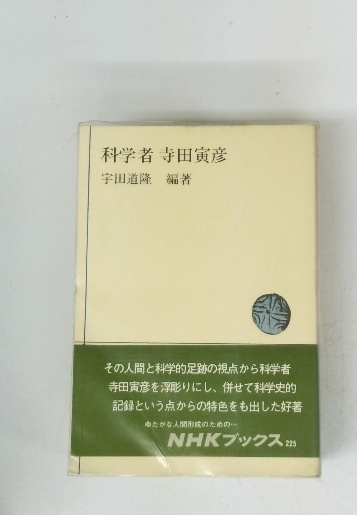 科学者 寺田寅彦
宇田道隆 編著
その人間と科学的足跡の視点から科学者
寺田寅彦を浮彫りにし、併せて科学史的
記録という点からの特色をも出した好著
ゆたかな人間形成のための…
NHKブックス 225